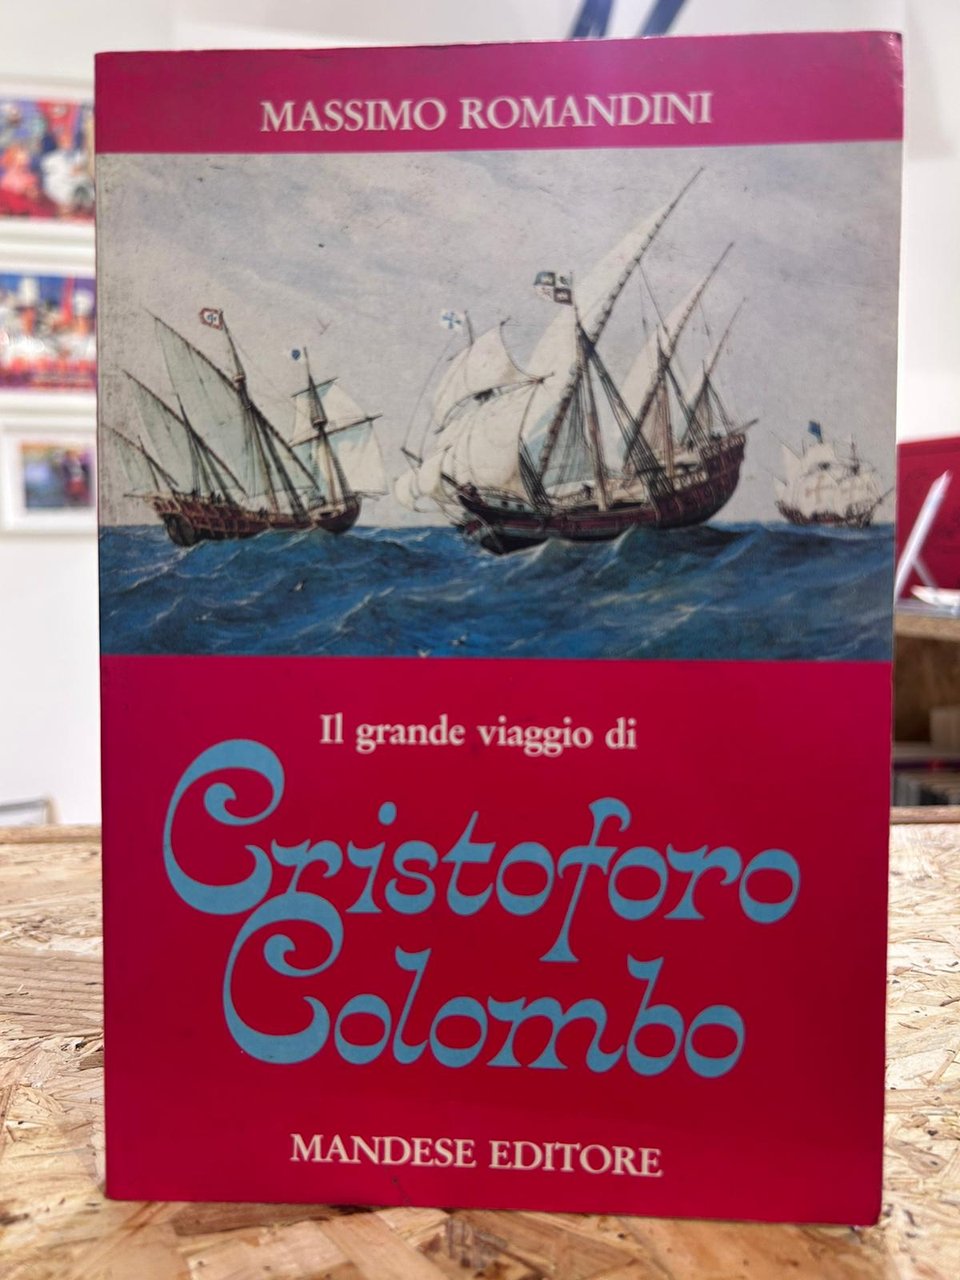 MASSIMO ROMANDINI
Il grande viaggio di
Cristoforo
Colombo
MANDESE EDITORE